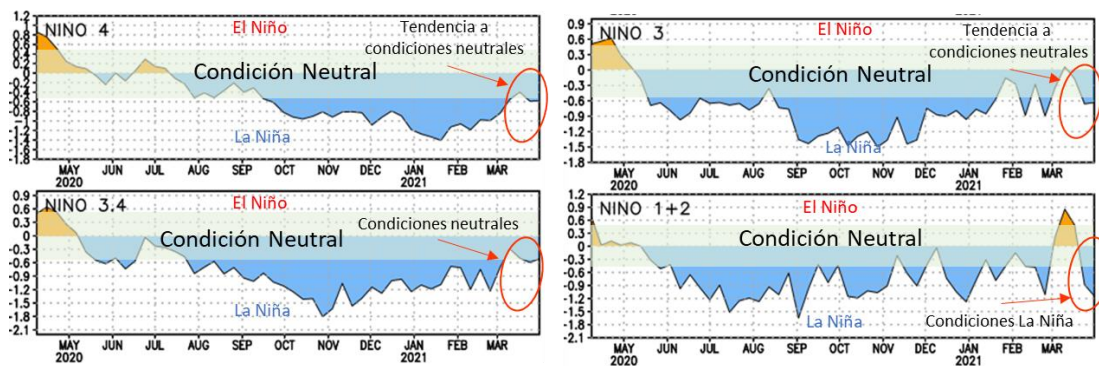 NINO 4
El Niño
Tendencia a
condiciones neutrales
Condición Neutral
La Niña
1.2
1
0.8
0.6
0.4
0.2
0
-0.2
-0.4
-0.6
-0.8
-1
-1.2
-1.4
-1.6
-1.8
MAY JUN JUL AUG SEP OCT NOV DEC JAN FEB MAR
2020 2021
NINO 3
El Niño
Tendencia a
condiciones neutrales
Condición Neutral
La Niña
0.9
0.6
0.3
0
-0.3
-0.6
-0.9
-1.2
-1.5
-1.8
MAY JUN JUL AUG SEP OCT NOV DEC JAN FEB MAR
2020 2021
NINO 3.4
El Niño
Condiciones neutrales
Condición Neutral
La Niña
0.9
0.6
0.3
0
-0.3
-0.6
-0.9
-1.2
-1.5
-1.8
-2.1
MAY JUN JUL AUG SEP OCT NOV DEC JAN FEB MAR
2020 2021
NINO 1+2
El Niño
Condición Neutral
La Niña
Condiciones La Niña
1.2
0.9
0.6
0.3
0
-0.3
-0.6
-0.9
-1.2
-1.5
-1.8
-2.1
MAY JUN JUL AUG SEP OCT NOV DEC JAN FEB MAR
2020 2021